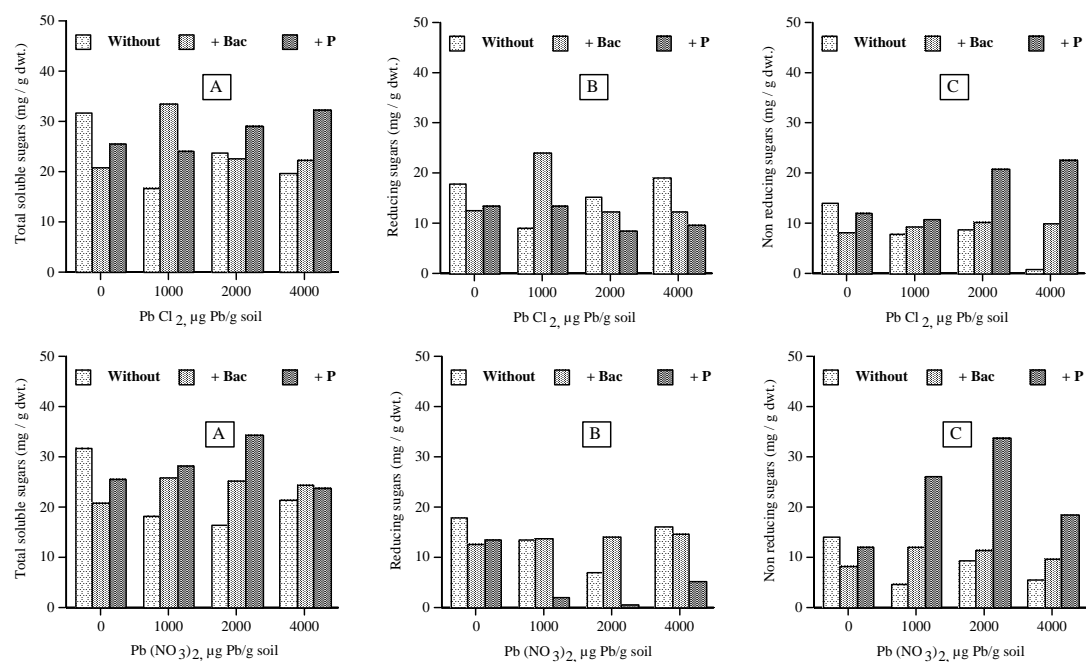 50
40
30
20
10
0
Total soluble sugars (mg / g dwt.)
Without + Bac + P
A
0 1000 2000 4000
Pb Cl 2, µg Pb/g soil
50
40
30
20
10
0
Reducing sugars (mg / g dwt.)
Without + Bac + P
B
0 1000 2000 4000
Pb Cl 2, µg Pb/g soil
50
40
30
20
10
0
Non reducing sugars (mg / g dwt.)
Without + Bac + P
C
0 1000 2000 4000
Pb Cl 2, µg Pb/g soil
50
40
30
20
10
0
Total soluble sugars (mg / g dwt.)
Without + Bac + P
A
0 1000 2000 4000
Pb (NO 3) 2, µg Pb/g soil
50
40
30
20
10
0
Reducing sugars (mg / g dwt.)
Without + Bac + P
B
0 1000 2000 4000
Pb (NO 3) 2, µg Pb/g soil
50
40
30
20
10
0
Non reducing sugars (mg / g dwt.)
Without + Bac + P
C
0 1000 2000 4000
Pb (NO 3) 2, µg Pb/g soil